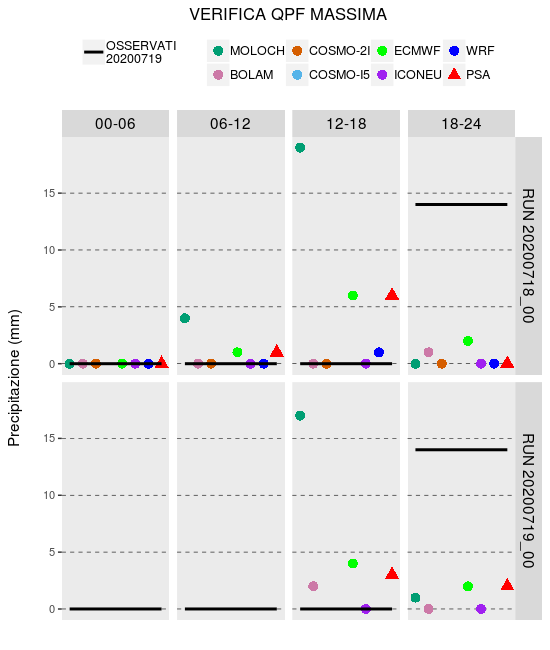 VERIFICA QPF MASSIMA
OSSERVATI
20200719
MOLOCH
COSMO-2I
ECMWF
WRF
BOLAM
COSMO-I5
ICONEU
PSA
00-06
06-12
12-18
18-24
Precipitazione (mm)
15
10
5
0
RUN 20200718_00
15
10
5
0
RUN 20200719_00